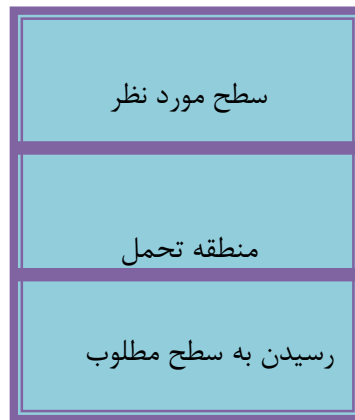 سطح مورد نظر
منطقه تحمل
رسیدن به سطح مطلوب